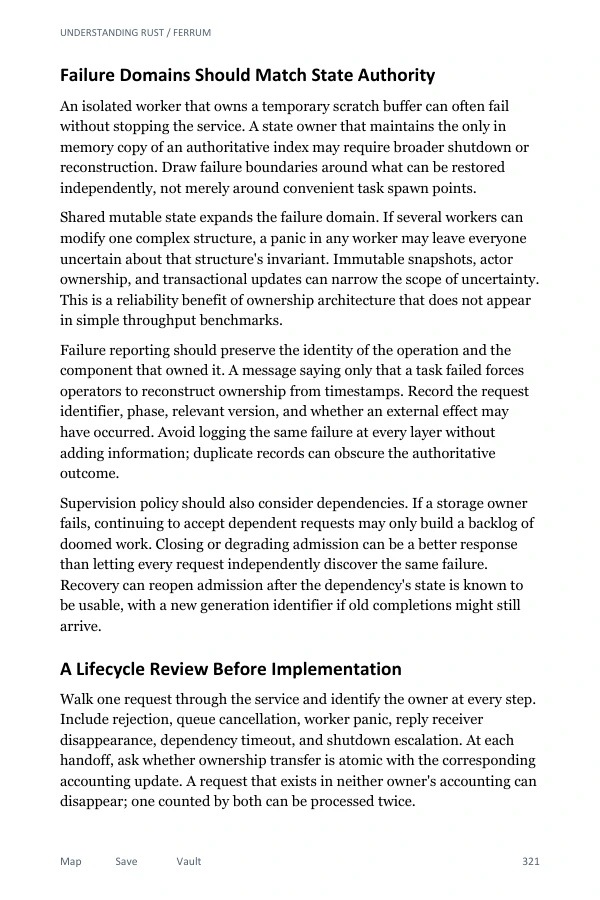 UNDERSTANDING RUST / FERRUM
Failure Domains Should Match State Authority
An isolated worker that owns a temporary scratch buffer can often fail
without stopping the service. A state owner that maintains the only in
memory copy of an authoritative index may require broader shutdown or
reconstruction. Draw failure boundaries around what can be restored
independently, not merely around convenient task spawn points.
Shared mutable state expands the failure domain. If several workers can
modify one complex structure, a panic in any worker may leave everyone
uncertain about that structure's invariant. Immutable snapshots, actor
ownership, and transactional updates can narrow the scope of uncertainty.
This is a reliability benefit of ownership architecture that does not appear
in simple throughput benchmarks.
Failure reporting should preserve the identity of the operation and the
component that owned it. A message saying only that a task failed forces
operators to reconstruct ownership from timestamps. Record the request
identifier, phase, relevant version, and whether an external effect may
have occurred. Avoid logging the same failure at every layer without
adding information; duplicate records can obscure the authoritative
outcome.
Supervision policy should also consider dependencies. If a storage owner
fails, continuing to accept dependent requests may only build a backlog of
doomed work. Closing or degrading admission can be a better response
than letting every request independently discover the same failure.
Recovery can reopen admission after the dependency's state is known to
be usable, with a new generation identifier if old completions might still
arrive.
A Lifecycle Review Before Implementation
Walk one request through the service and identify the owner at every step.
Include rejection, queue cancellation, worker panic, reply receiver
disappearance, dependency timeout, and shutdown escalation. At each
handoff, ask whether ownership transfer is atomic with the corresponding
accounting update. A request that exists in neither owner's accounting can
disappear; one counted by both can be processed twice.
Map Save Vault 321